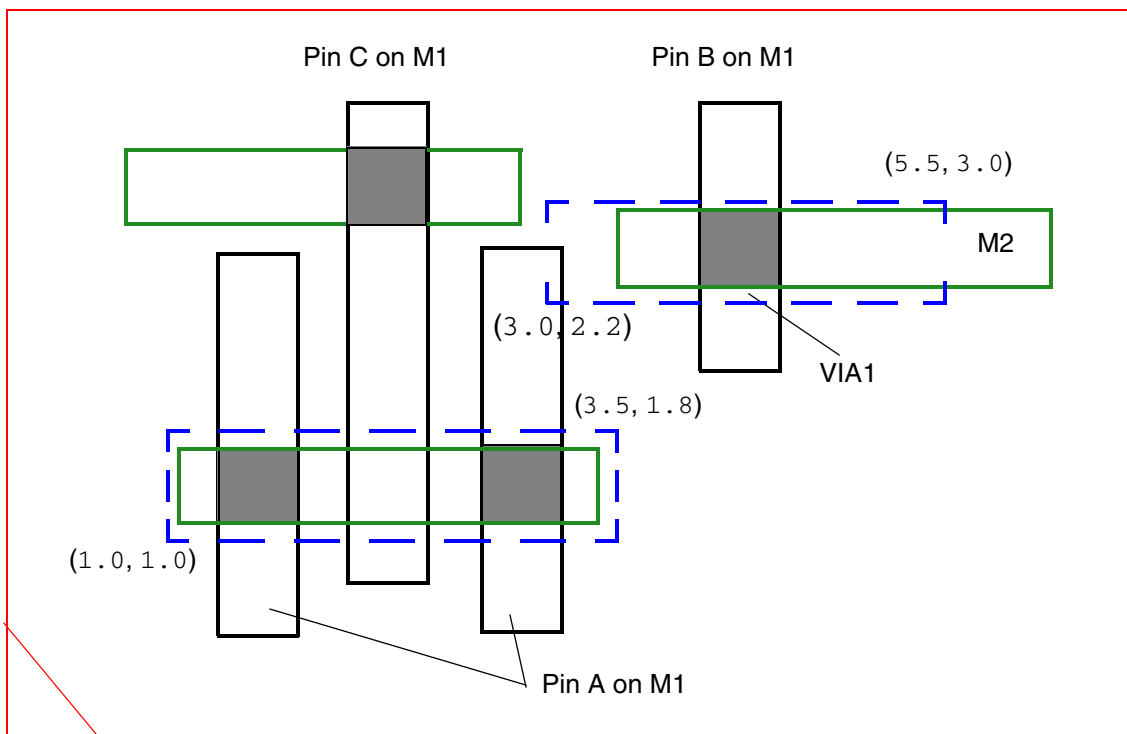 Pin C on M1
Pin B on M1
(5.5, 3.0)
M2
(3.0, 2.2)
VIA1
(3.5, 1.8)
(1.0, 1.0)
Pin A on M1